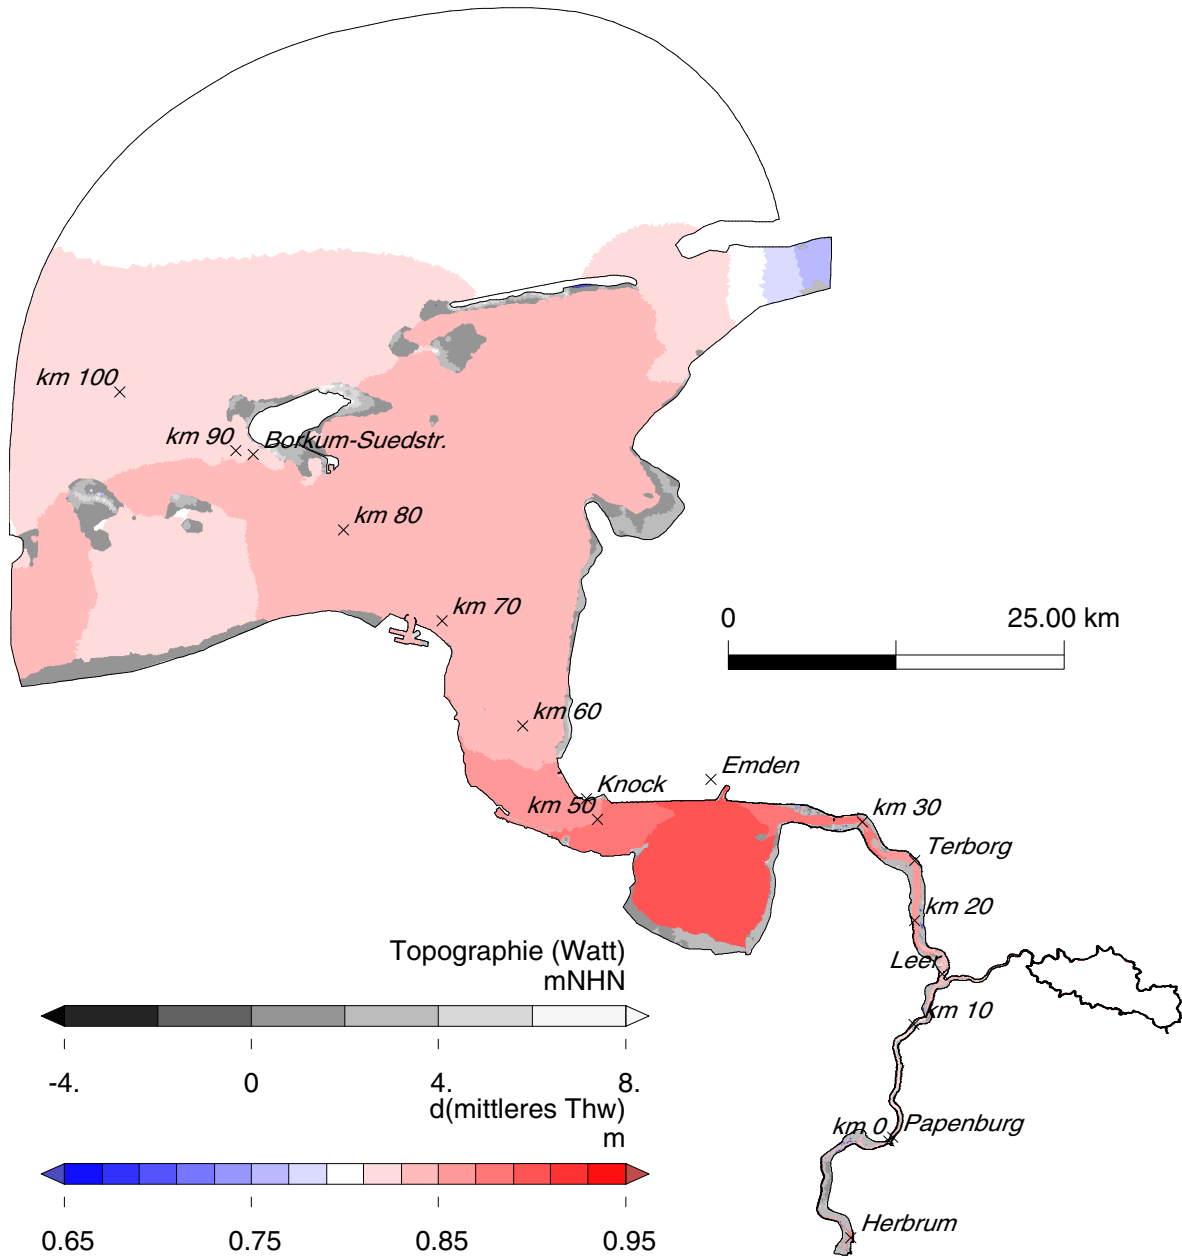 km 100
km 90
Borkum-Suedstr.
km 80
km 70
0
25.00 km
km 60
Emden
Knock
km 50
km 30
Terborg
km 20
Leer
km 10
Topographie (Watt)
mNHN
-4.
0
4.
8.
d(mittleres Thw)
m
km 0
Papenburg
Herbrum
0.65
0.75
0.85
0.95